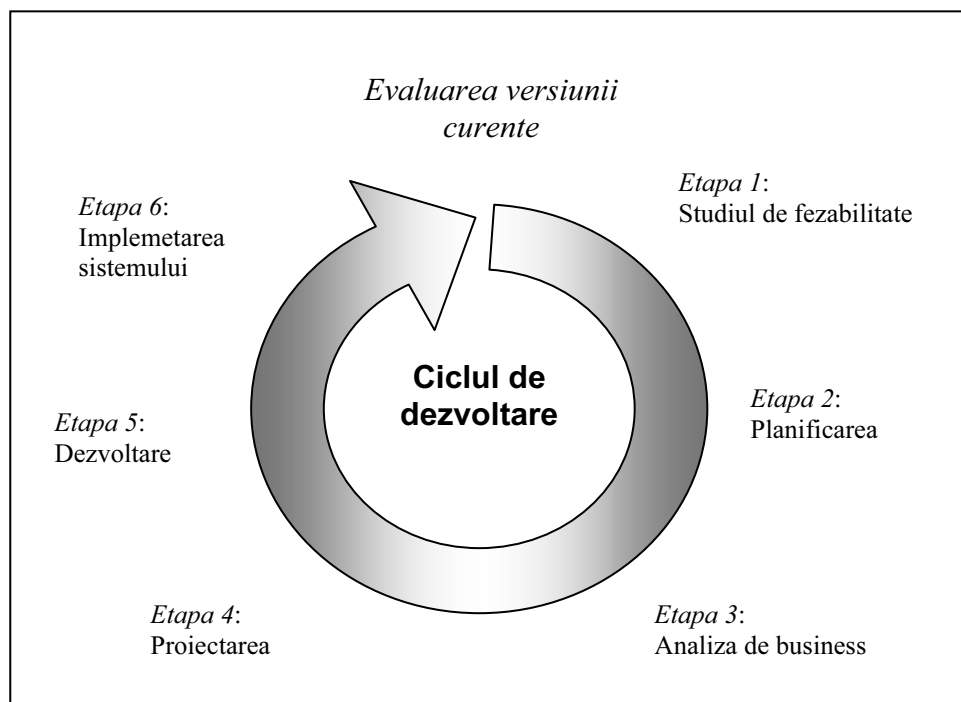 Evaluarea versiunii
curente
Etapa 1:
Studiul de fezabilitate
Etapa 2:
Planificarea
Etapa 3:
Analiza de business
Etapa 4:
Proiectarea
Etapa 5:
Dezvoltare
Etapa 6:
Implemetarea
sistemului
Ciclul de
dezvoltare